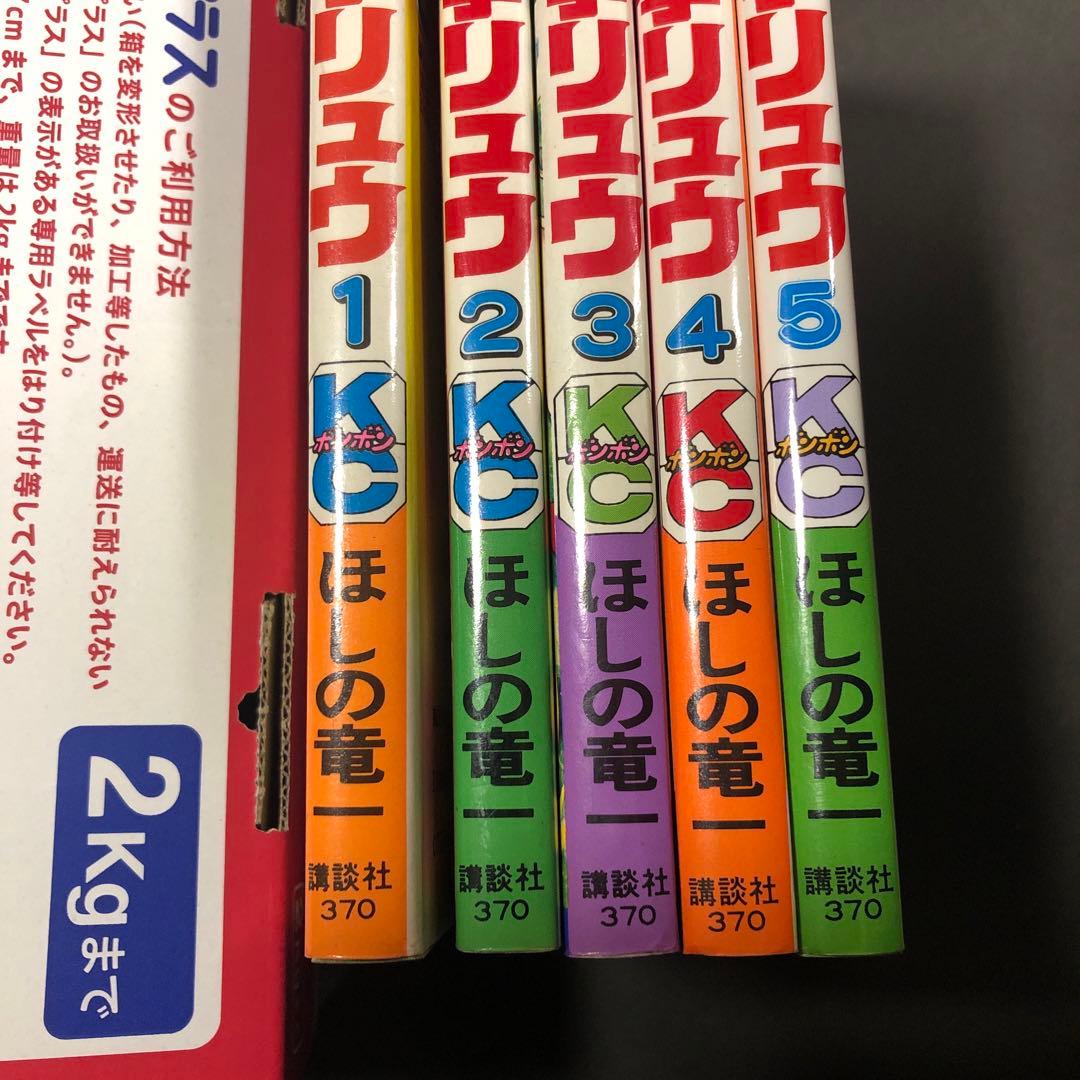 プラスのご利用方法
い（箱を変形させたり、加工等したもの、運送に耐えられない
プラス」のお取扱いができません。）。
プラス」の表示がある専用ラベルをはり付け等してください。
7cmまで、重量は2kgまでです。
2kgまで
リュウ
1
KC
ボンボン
ほしの竜一
講談社
370
リュウ
2
KC
ボンボン
ほしの竜一
講談社
370
リュウ
3
KC
ボンボン
ほしの竜一
講談社
370
リュウ
4
KC
ボンボン
ほしの竜一
講談社
370
リュウ
5
KC
ボンボン
ほしの竜一
講談社
370